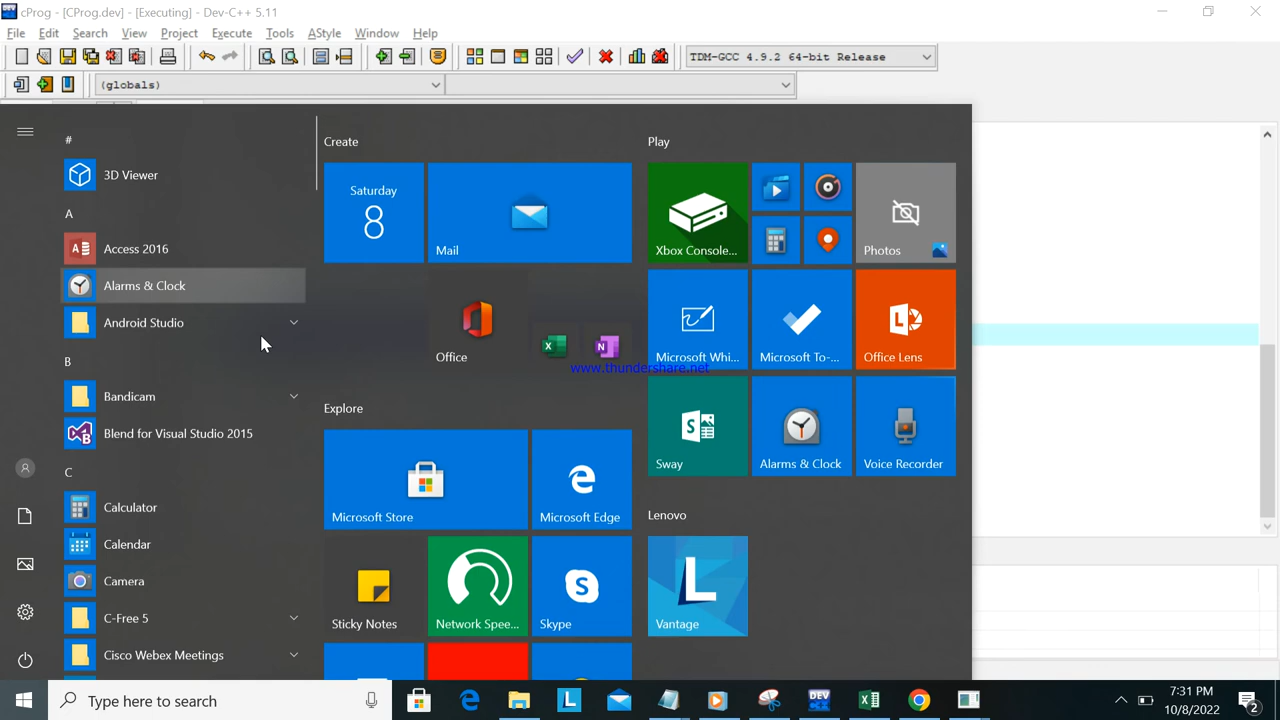 cProg - [CProg.dev] - [Executing] - Dev-C++ 5.11
File Edit Search View Project Execute Tools AStyle Window Help
TDM-GCC 4.9.2 64-bit Release
(globals)
#
3D Viewer
A
Access 2016
Alarms & Clock
Android Studio
B
Bandicam
Blend for Visual Studio 2015
C
Calculator
Calendar
Camera
C-Free 5
Cisco Webex Meetings
Create
Saturday
8
Mail
Office
Explore
Microsoft Store
Microsoft Edge
Sticky Notes
Network Spee...
Skype
Play
Xbox Console...
Photos
Microsoft Whi...
Microsoft To-...
Office Lens
www.thundershare.net
Sway
Alarms & Clock
Voice Recorder
Lenovo
Vantage
Type here to search
DEV
7:31 PM
10/8/2022
2